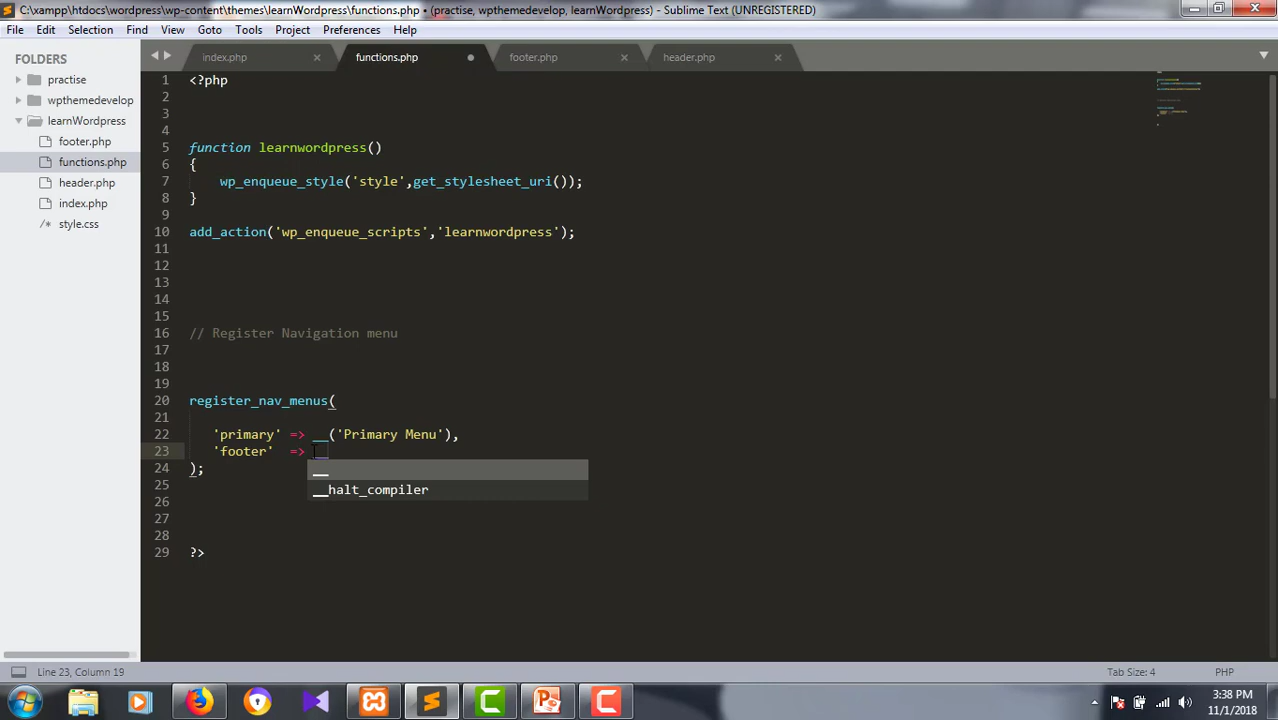 C:\xampp\htdocs\wordpress\wp-content\themes\learnWordpress\functions.php • (practise, wpthemedevelop, learnWordpress) - Sublime Text (UNREGISTERED)
File Edit Selection Find View Goto Tools Project Preferences Help
FOLDERS
practise
wpthemedevelop
learnWordpress
footer.php
functions.php
header.php
index.php
/* style.css
index.php functions.php footer.php header.php
1 <?php
2
3
4
5 function learnwordpress()
6 {
7 wp_enqueue_style('style',get_stylesheet_uri());
8 }
9
10 add_action('wp_enqueue_scripts','learnwordpress');
11
12
13
14
15
16 // Register Navigation menu
17
18
19
20 register_nav_menus(
21
22 'primary' => __('Primary Menu'),
23 'footer' => __
24 );
__
__halt_compiler
25
26
27
28
29 ?>
Line 23, Column 19 Tab Size: 4 PHP
3:38 PM
11/1/2018